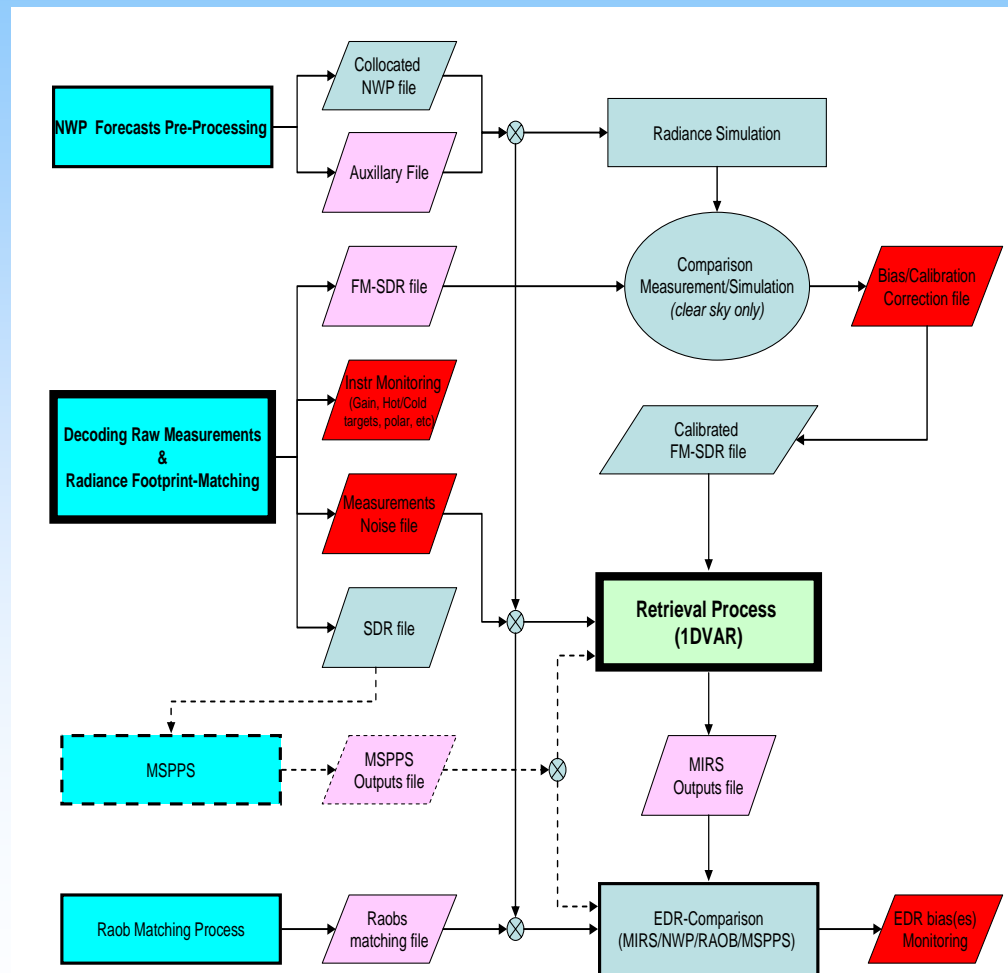 Collocated
NWP file
NWP Forecasts Pre-Processing
Radiance Simulation
Auxillary File
FM-SDR file
Comparison
Measurement/Simulation
(clear sky only)
Bias/Calibration
Correction file
Instr Monitoring
(Gain, Hot/Cold
targets, polar, etc)
Decoding Raw Measurements
&
Radiance Footprint-Matching
Calibrated
FM-SDR file
Measurements
Noise file
Retrieval Process
(1DVAR)
SDR file
MSPPS
MSPPS
Outputs file
MIRS
Outputs file
Raob Matching Process
Raobs
matching file
EDR-Comparison
(MIRS/NWP/RAOB/MSPPS)
EDR bias(es)
Monitoring